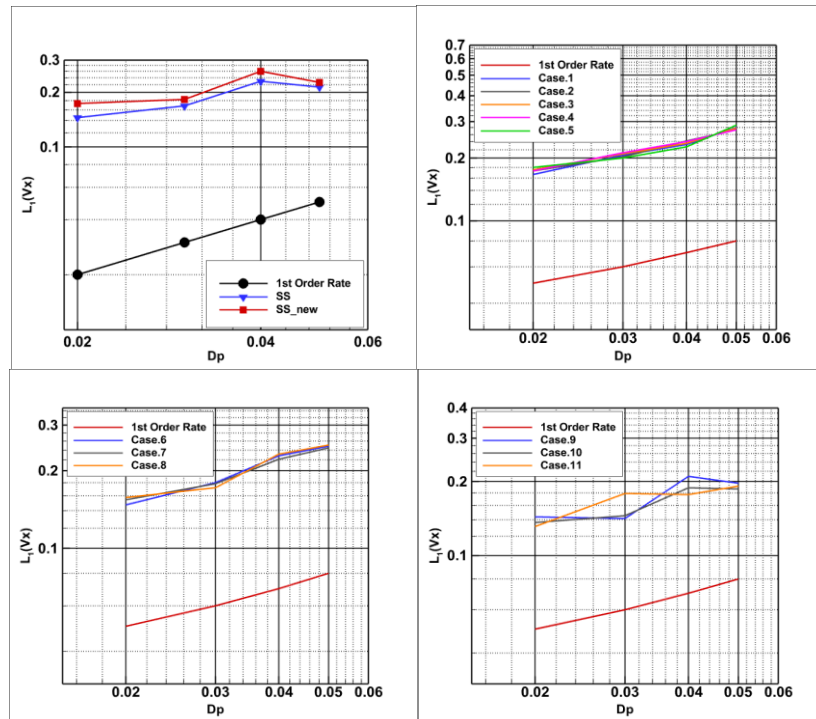 0.3
0.2
0.1
L1(Vx)
1st Order Rate
SS
SS_new
0.02
0.04
0.06
Dp
0.7
0.6
0.5
0.4
0.3
0.2
0.1
L1(Vx)
1st Order Rate
Case.1
Case.2
Case.3
Case.4
Case.5
0.02
0.03
0.04
0.05
0.06
Dp
0.3
0.2
0.1
L1(Vx)
1st Order Rate
Case.6
Case.7
Case.8
0.02
0.03
0.04
0.05
0.06
Dp
0.4
0.3
0.2
0.1
L1(Vx)
1st Order Rate
Case.9
Case.10
Case.11
0.02
0.03
0.04
0.05
0.06
Dp